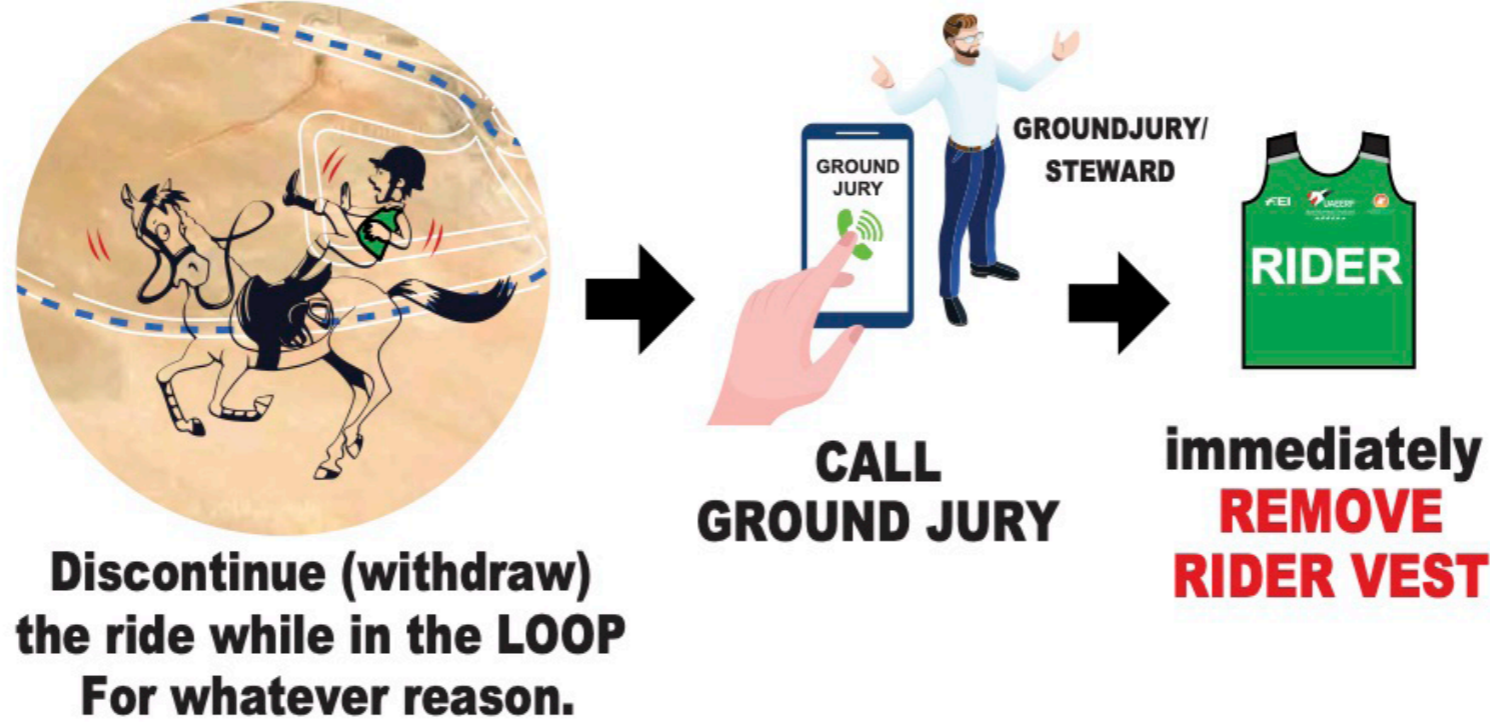 Discontinue (withdraw)
the ride while in the LOOP
For whatever reason.
GROUND
JURY
GROUNDJURY/
STEWARD
CALL
GROUND JURY
FEI
UAEERF
RIDER
immediately
REMOVE
RIDER VEST